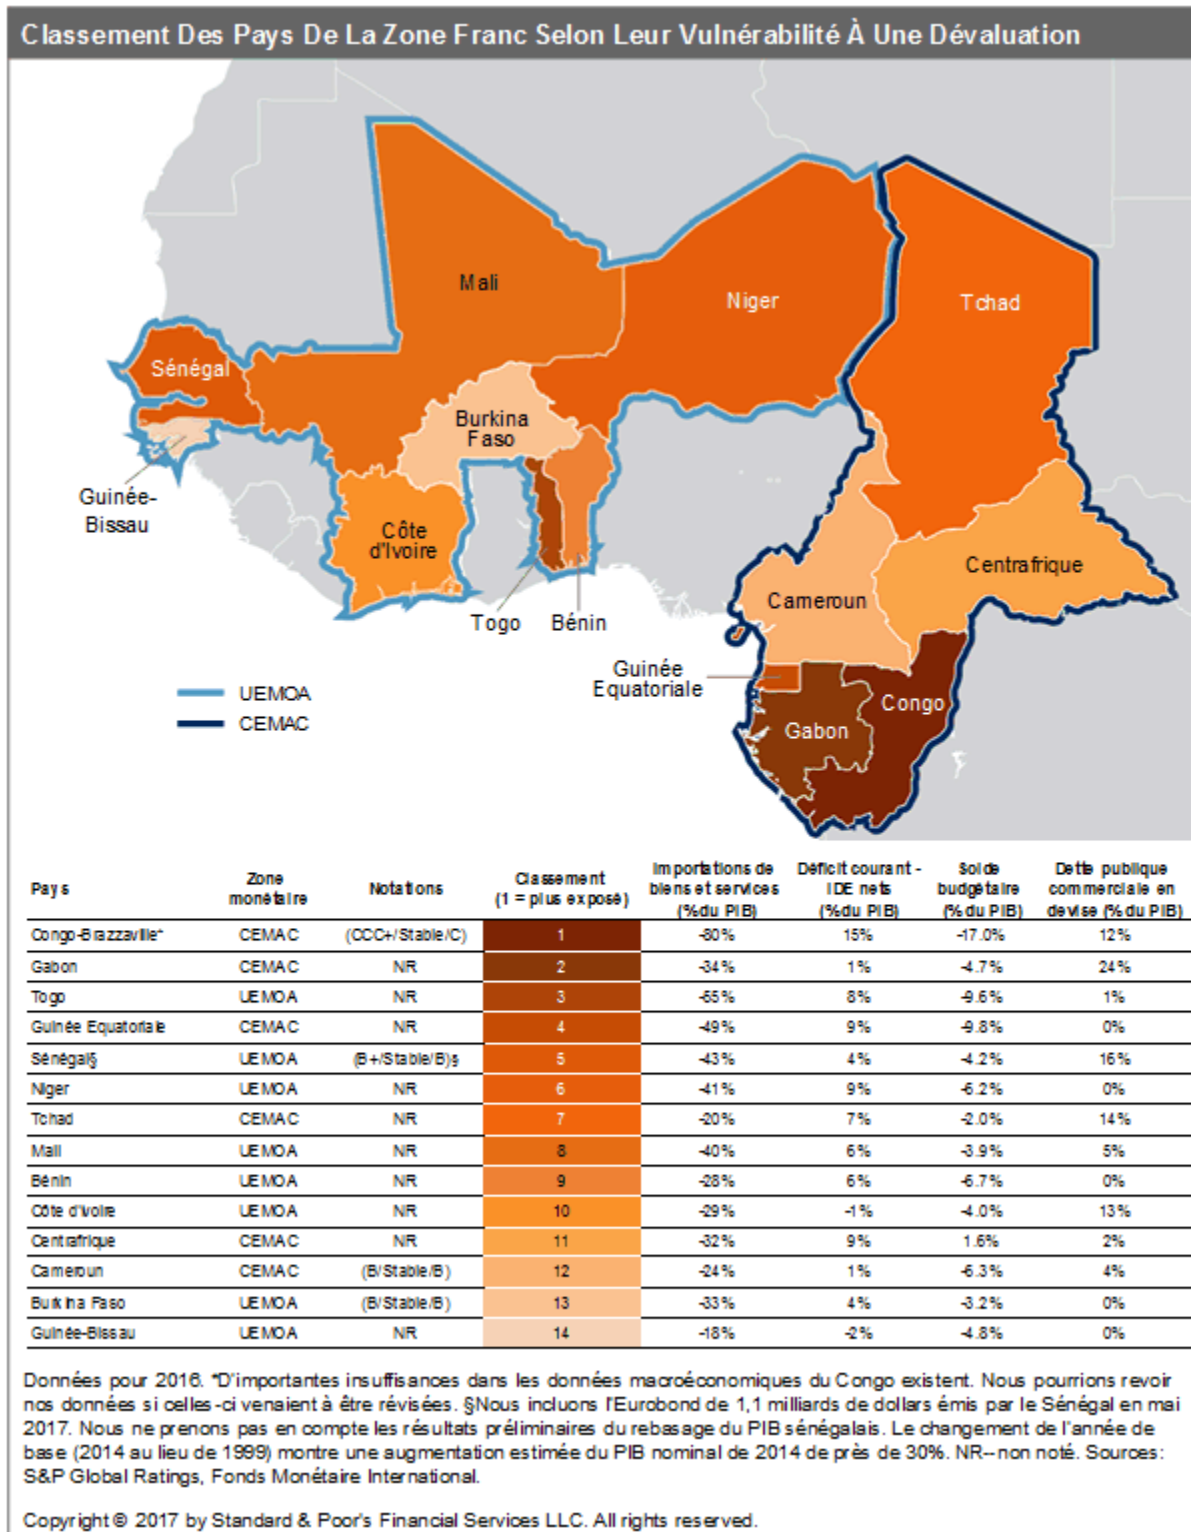 Classement Des Pays De La Zone Franc Selon Leur Vulnérabilité À Une Dévaluation
Mali
Niger
Tchad
Sénégal
Burkina
Faso
Guinée-
Bissau
Côte
d'Ivoire
Centrafrique
Cameroun
Togo
Bénin
Guinée
Equatoriale
Congo
Gabon
UEMOA
CEMAC
Pays Zone monétaire Notations Classement (1 = plus exposé) Importations de biens et services (% du PIB) Déficit courant - IDE nets (% du PIB) Solde budgétaire (% du PIB) Dette publique commerciale en devise (% du PIB)
Congo-Brazzaville* CEMAC (CCC+/Stable/C) 1 -80% 15% -17.0% 12%
Gabon CEMAC NR 2 -34% 1% -4.7% 24%
Togo UEMOA NR 3 -65% 8% -9.6% 1%
Guinée Equatoriale CEMAC NR 4 -49% 9% -9.8% 0%
Sénégal§ UEMOA (B+/Stable/B)§ 5 -43% 4% -4.2% 16%
Niger UEMOA NR 6 -41% 9% -6.2% 0%
Tchad CEMAC NR 7 -20% 7% -2.0% 14%
Mali UEMOA NR 8 -40% 6% -3.9% 5%
Bénin UEMOA NR 9 -28% 6% -6.7% 0%
Côte d'Ivoire UEMOA NR 10 -29% -1% -4.0% 13%
Centrafrique CEMAC NR 11 -32% 9% 1.6% 2%
Cameroun CEMAC (B/Stable/B) 12 -24% 1% -6.3% 4%
Burkina Faso UEMOA (B/Stable/B) 13 -33% 4% -3.2% 0%
Guinée-Bissau UEMOA NR 14 -18% -2% -4.8% 0%
Données pour 2016. *D'importantes insuffisances dans les données macroéconomiques du Congo existent. Nous pourrions revoir
nos données si celles-ci venaient à être révisées. §Nous incluons l'Eurobond de 1,1 milliards de dollars émis par le Sénégal en mai
2017. Nous ne prenons pas en compte les résultats préliminaires du rebasage du PIB sénégalais. Le changement de l'année de
base (2014 au lieu de 1999) montre une augmentation estimée du PIB nominal de 2014 de près de 30%. NR--non noté. Sources:
S&P Global Ratings, Fonds Monétaire International.
Copyright © 2017 by Standard & Poor's Financial Services LLC. All rights reserved.